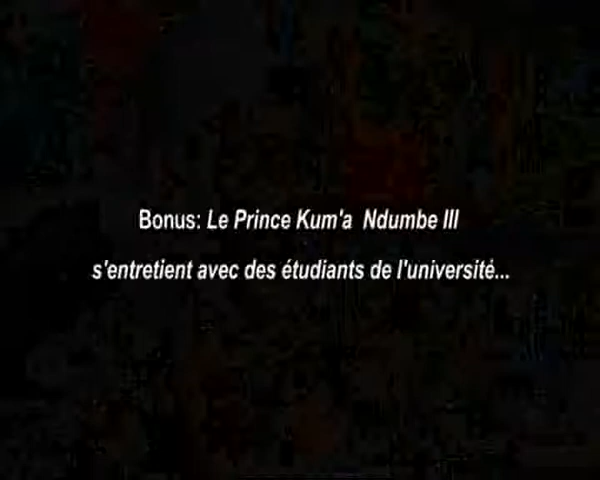 Bonus: Le Prince Kum'a Ndumbe III
s'entretient avec des étudiants de l'université...